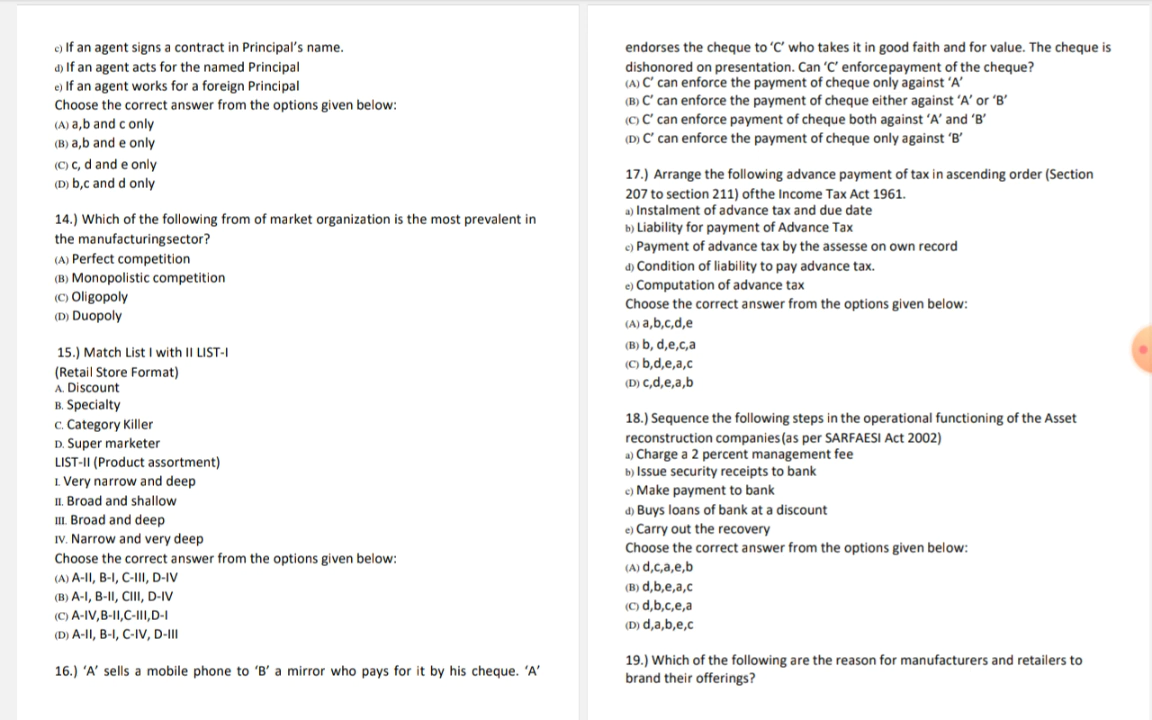 c) If an agent signs a contract in Principal's name.
d) If an agent acts for the named Principal
e) If an agent works for a foreign Principal
Choose the correct answer from the options given below:
(A) a,b and c only
(B) a,b and e only
(C) c, d and e only
(D) b,c and d only
14.) Which of the following from of market organization is the most prevalent in
the manufacturingsector?
(A) Perfect competition
(B) Monopolistic competition
(C) Oligopoly
(D) Duopoly
15.) Match List I with II LIST-I
(Retail Store Format)
A. Discount
B. Specialty
C. Category Killer
D. Super marketer
LIST-II (Product assortment)
I. Very narrow and deep
II. Broad and shallow
III. Broad and deep
IV. Narrow and very deep
Choose the correct answer from the options given below:
(A) A-II, B-I, C-III, D-IV
(B) A-I, B-II, CIII, D-IV
(C) A-IV,B-II,C-III,D-I
(D) A-II, B-I, C-IV, D-III
16.) 'A' sells a mobile phone to 'B' a mirror who pays for it by his cheque. 'A'
endorses the cheque to 'C' who takes it in good faith and for value. The cheque is
dishonored on presentation. Can 'C' enforcepayment of the cheque?
(A) C' can enforce the payment of cheque only against 'A'
(B) C' can enforce the payment of cheque either against 'A' or 'B'
(C) C' can enforce payment of cheque both against 'A' and 'B'
(D) C' can enforce the payment of cheque only against 'B'
17.) Arrange the following advance payment of tax in ascending order (Section
207 to section 211) ofthe Income Tax Act 1961.
a) Instalment of advance tax and due date
b) Liability for payment of Advance Tax
c) Payment of advance tax by the assesse on own record
d) Condition of liability to pay advance tax.
e) Computation of advance tax
Choose the correct answer from the options given below:
(A) a,b,c,d,e
(B) b, d,e,c,a
(C) b,d,e,a,c
(D) c,d,e,a,b
18.) Sequence the following steps in the operational functioning of the Asset
reconstruction companies(as per SARFAESI Act 2002)
a) Charge a 2 percent management fee
b) Issue security receipts to bank
c) Make payment to bank
d) Buys loans of bank at a discount
e) Carry out the recovery
Choose the correct answer from the options given below:
(A) d,c,a,e,b
(B) d,b,e,a,c
(C) d,b,c,e,a
(D) d,a,b,e,c
19.) Which of the following are the reason for manufacturers and retailers to
brand their offerings?